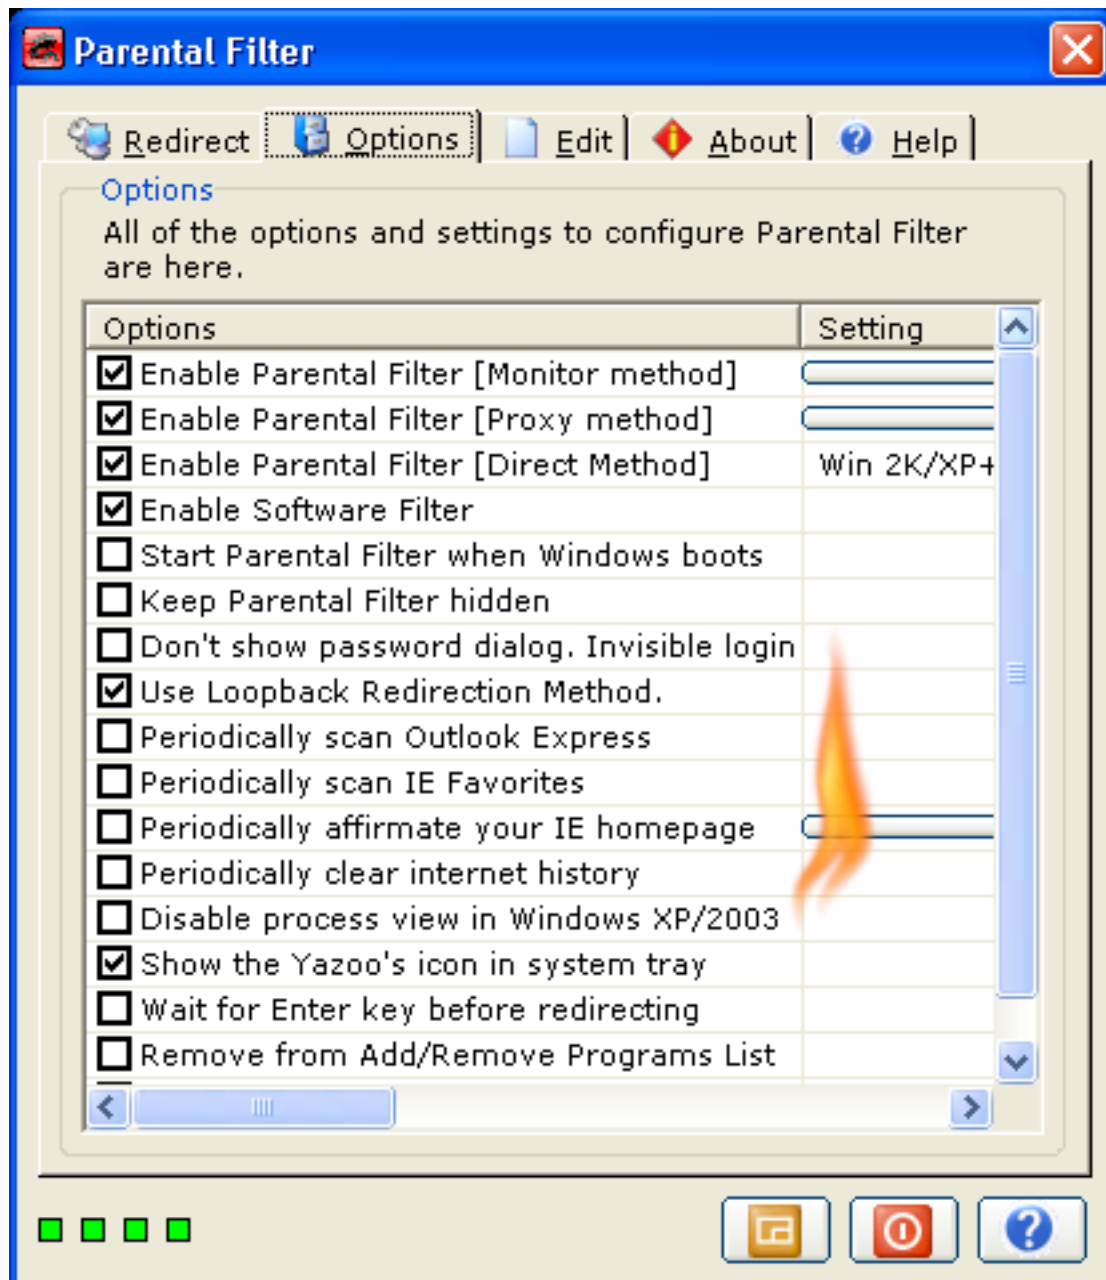 Parental Filter
Redirect Options Edit About Help
Options
All of the options and settings to configure Parental Filter
are here.
Options Setting
Enable Parental Filter [Monitor method]
Enable Parental Filter [Proxy method]
Enable Parental Filter [Direct Method] Win 2K/XP+
Enable Software Filter
Start Parental Filter when Windows boots
Keep Parental Filter hidden
Don't show password dialog. Invisible login
Use Loopback Redirection Method.
Periodically scan Outlook Express
Periodically scan IE Favorites
Periodically affirmate your IE homepage
Periodically clear internet history
Disable process view in Windows XP/2003
Show the Yazoo's icon in system tray
Wait for Enter key before redirecting
Remove from Add/Remove Programs List